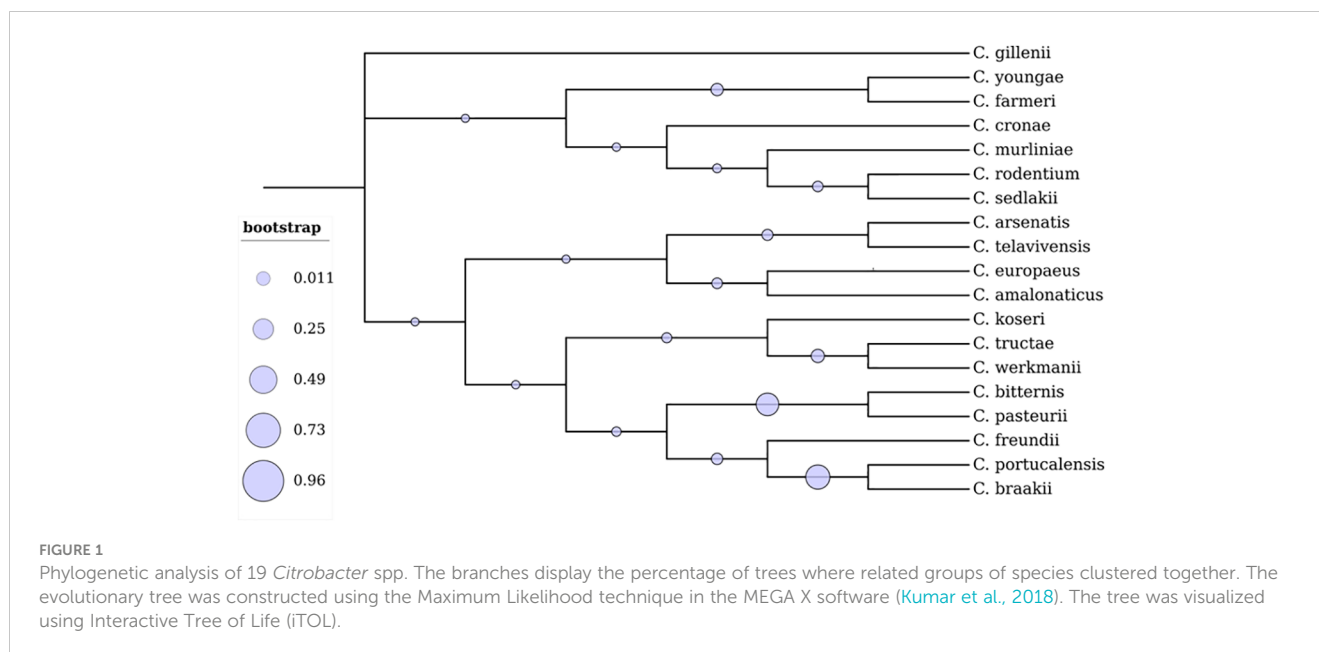 C. gillenii
C. youngae
C. farmeri
C. cronae
C. murliniae
C. rodentium
C. sedlakii
C. arsenatis
C. telavivensis
C. europaeus
C. amalonaticus
C. koseri
C. tructae
C. werkmanii
C. bitternis
C. pasteurii
C. freundii
C. portucalensis
C. braakii
bootstrap
0.011
0.25
0.49
0.73
0.96
FIGURE 1
Phylogenetic analysis of 19 Citrobacter spp. The branches display the percentage of trees where related groups of species clustered together. The
evolutionary tree was constructed using the Maximum Likelihood technique in the MEGA X software (Kumar et al., 2018). The tree was visualized
using Interactive Tree of Life (iTOL).